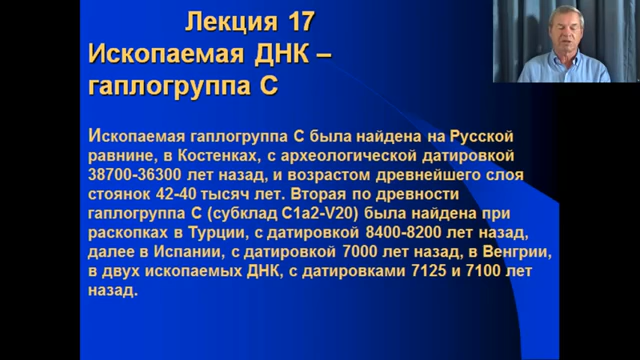 Лекция 17
Ископаемая ДНК –
гаплогруппа С
Ископаемая гаплогруппа С была найдена на Русской
равнине, в Костенках, с археологической датировкой
38700-36300 лет назад, и возрастом древнейшего слоя
стоянок 42-40 тысяч лет. Вторая по древности
гаплогруппа С (субклад C1a2-V20) была найдена при
раскопках в Турции, с датировкой 8400-8200 лет назад,
далее в Испании, с датировкой 7000 лет назад, в Венгрии,
в двух ископаемых ДНК, с датировками 7125 и 7100 лет
назад.